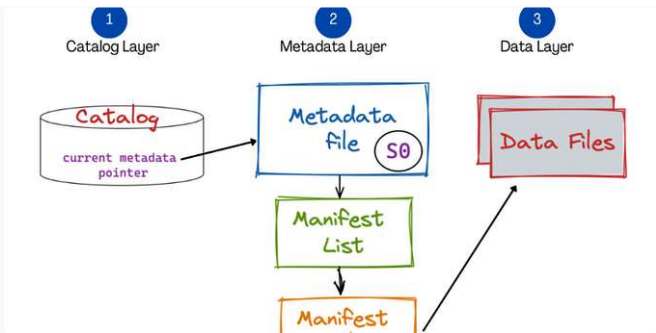 1
2
3
Catalog Layer
Metadata Layer
Data Layer
Catalog
current metadata
pointer
Metadata
file
S0
Manifest
List
Manifest
Data Files